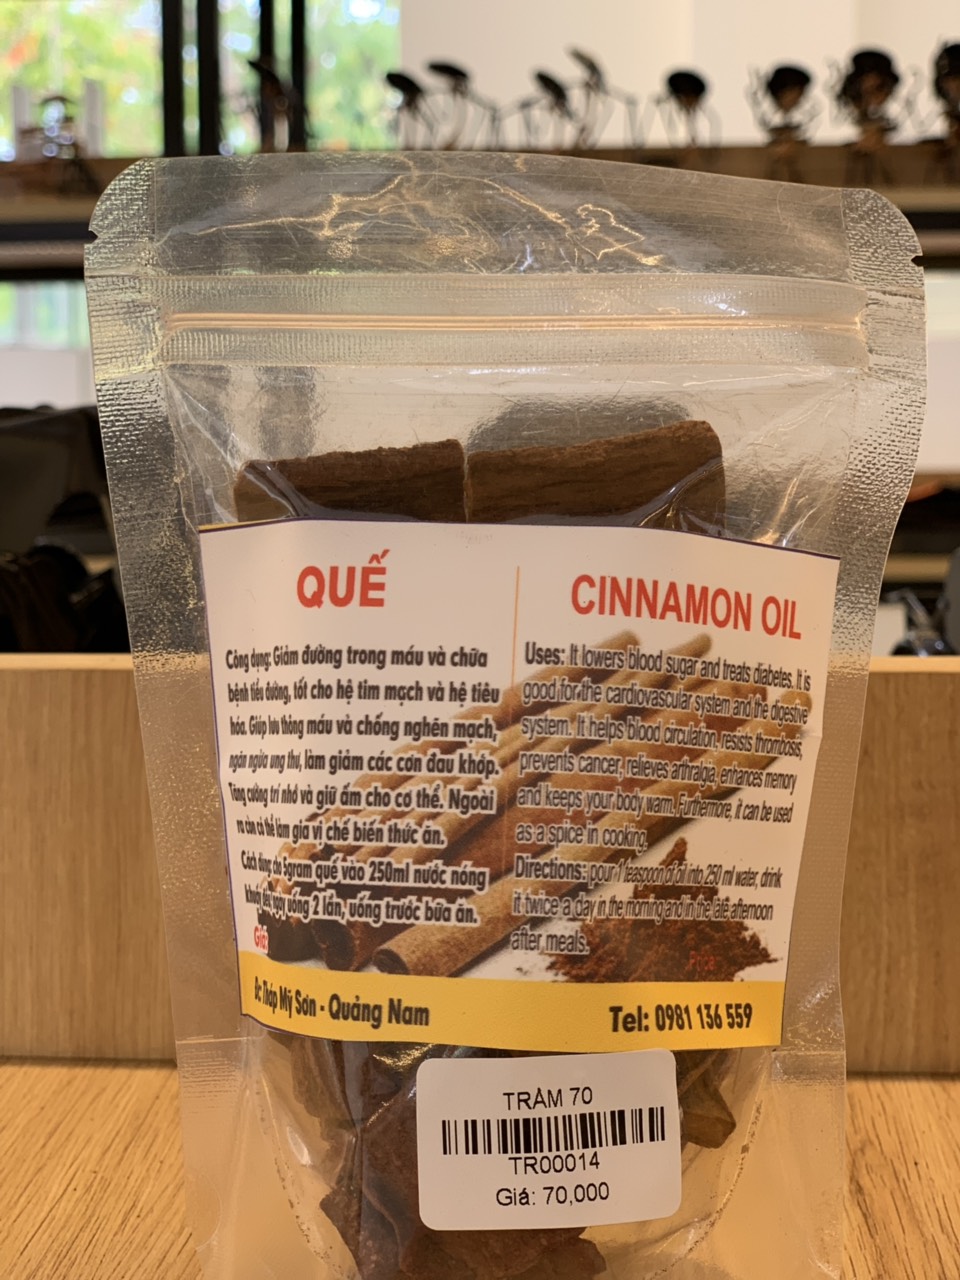 QUẾ
Công dụng: Giảm đường trong máu và chữa
bệnh tiểu đường, tốt cho hệ tim mạch và hệ tiêu
hóa. Giúp lưu thông máu và chống nghẽn mạch,
ngăn ngừa ung thư, làm giảm các cơn đau khớp.
Tăng cường trí nhớ và giữ ấm cho cơ thể. Ngoài
ra còn có thể làm gia vị chế biến thức ăn.
Cách dùng: cho 5gram quế vào 250ml nước nóng
khuấy đều, ngày uống 2 lần, uống trước bữa ăn.
Giá:
CINNAMON OIL
Uses: It lowers blood sugar and treats diabetes. It is
good for the cardiovascular system and the digestive
system. It helps blood circulation, resists thrombosis,
prevents cancer, relieves arthralgia, enhances memory
and keeps your body warm. Furthermore, it can be used
as a spice in cooking.
Directions: pour 1 teaspoon of oil into 250 ml water, drink
it twice a day in the morning and in the late afternoon
after meals.
Price
Đc: Tháp Mỹ Sơn - Quảng Nam
Tel: 0981 136 559
TRÂM 70
TR00014
Giá: 70,000